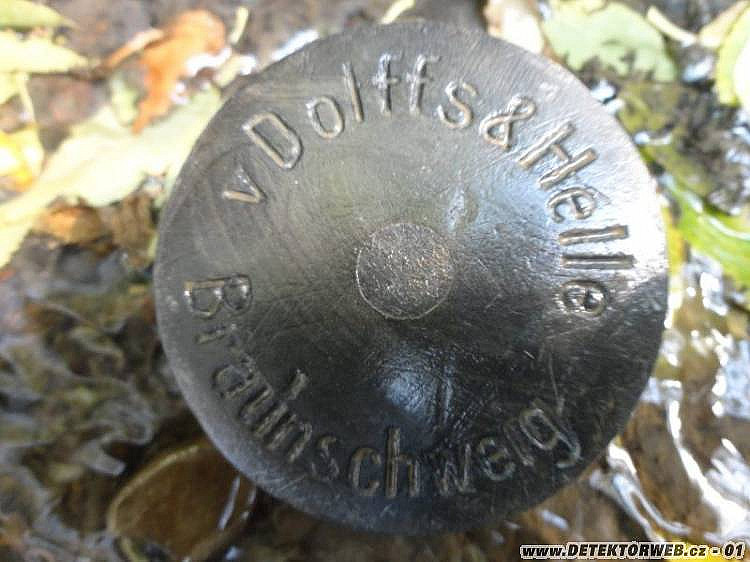 v Dolffs & Helle
Braunschweig
www.DETEKTORWEB.cz - 01